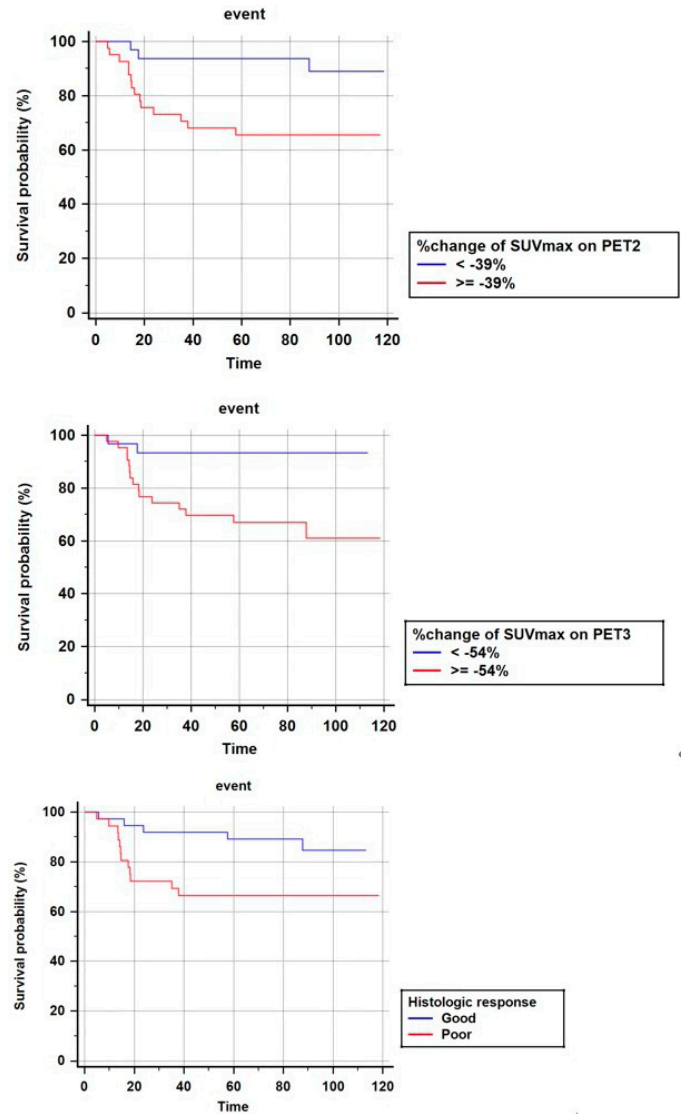 event
100
80
60
40
20
0
Survival probability (%)
0 20 40 60 80 100 120
Time
%change of SUVmax on PET2
< -39%
>= -39%
event
100
80
60
40
20
0
Survival probability (%)
0 20 40 60 80 100 120
Time
%change of SUVmax on PET3
< -54%
>= -54%
event
100
80
60
40
20
0
Survival probability (%)
0 20 40 60 80 100 120
Time
Histologic response
Good
Poor